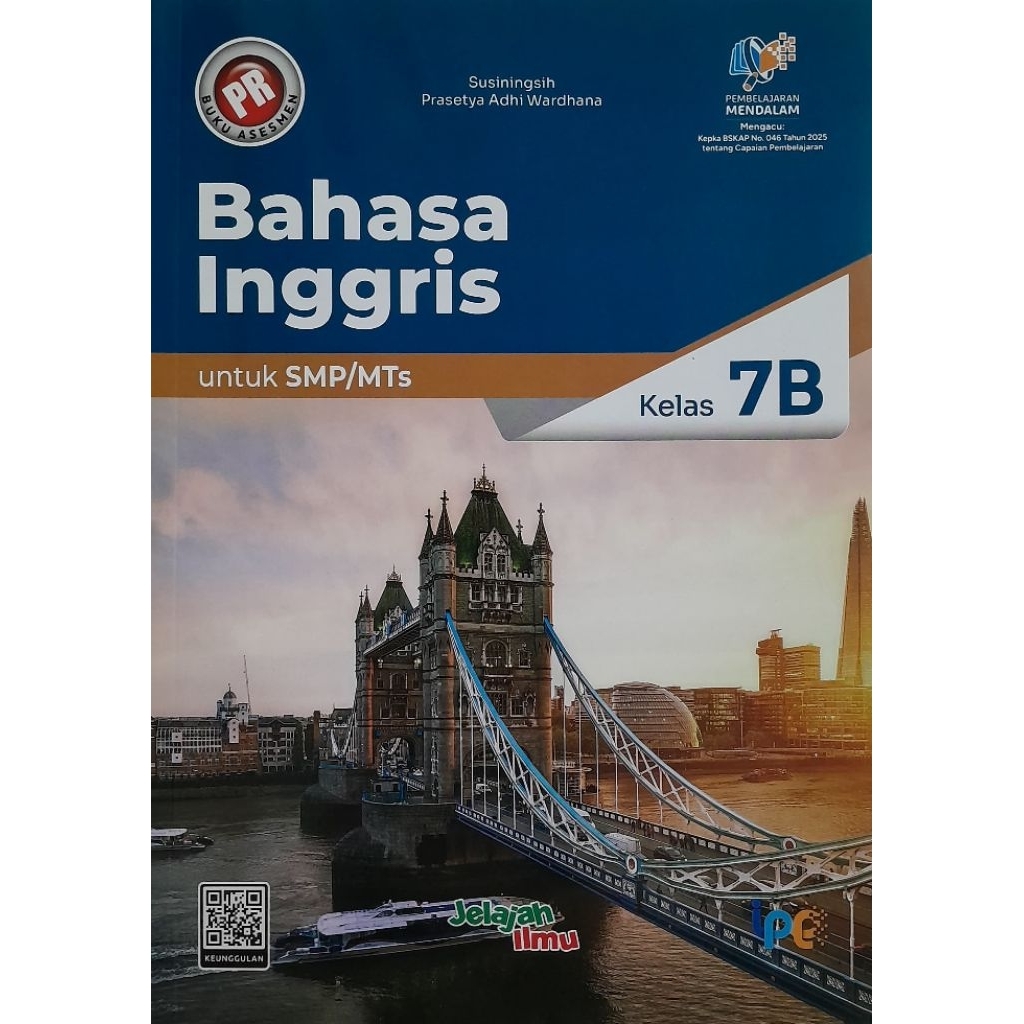 PR
BUKU ASESMEN
Susiningsih
Prasetya Adhi Wardhana
PEMBELAJARAN
MENDALAM
Mengacu:
Kepka BSKAP No. 046 Tahun 2025
tentang Capaian Pembelajaran
Bahasa
Inggris
untuk SMP/MTs
Kelas 7B
KEUNGGULAN
Jelajah
Ilmu
ipe